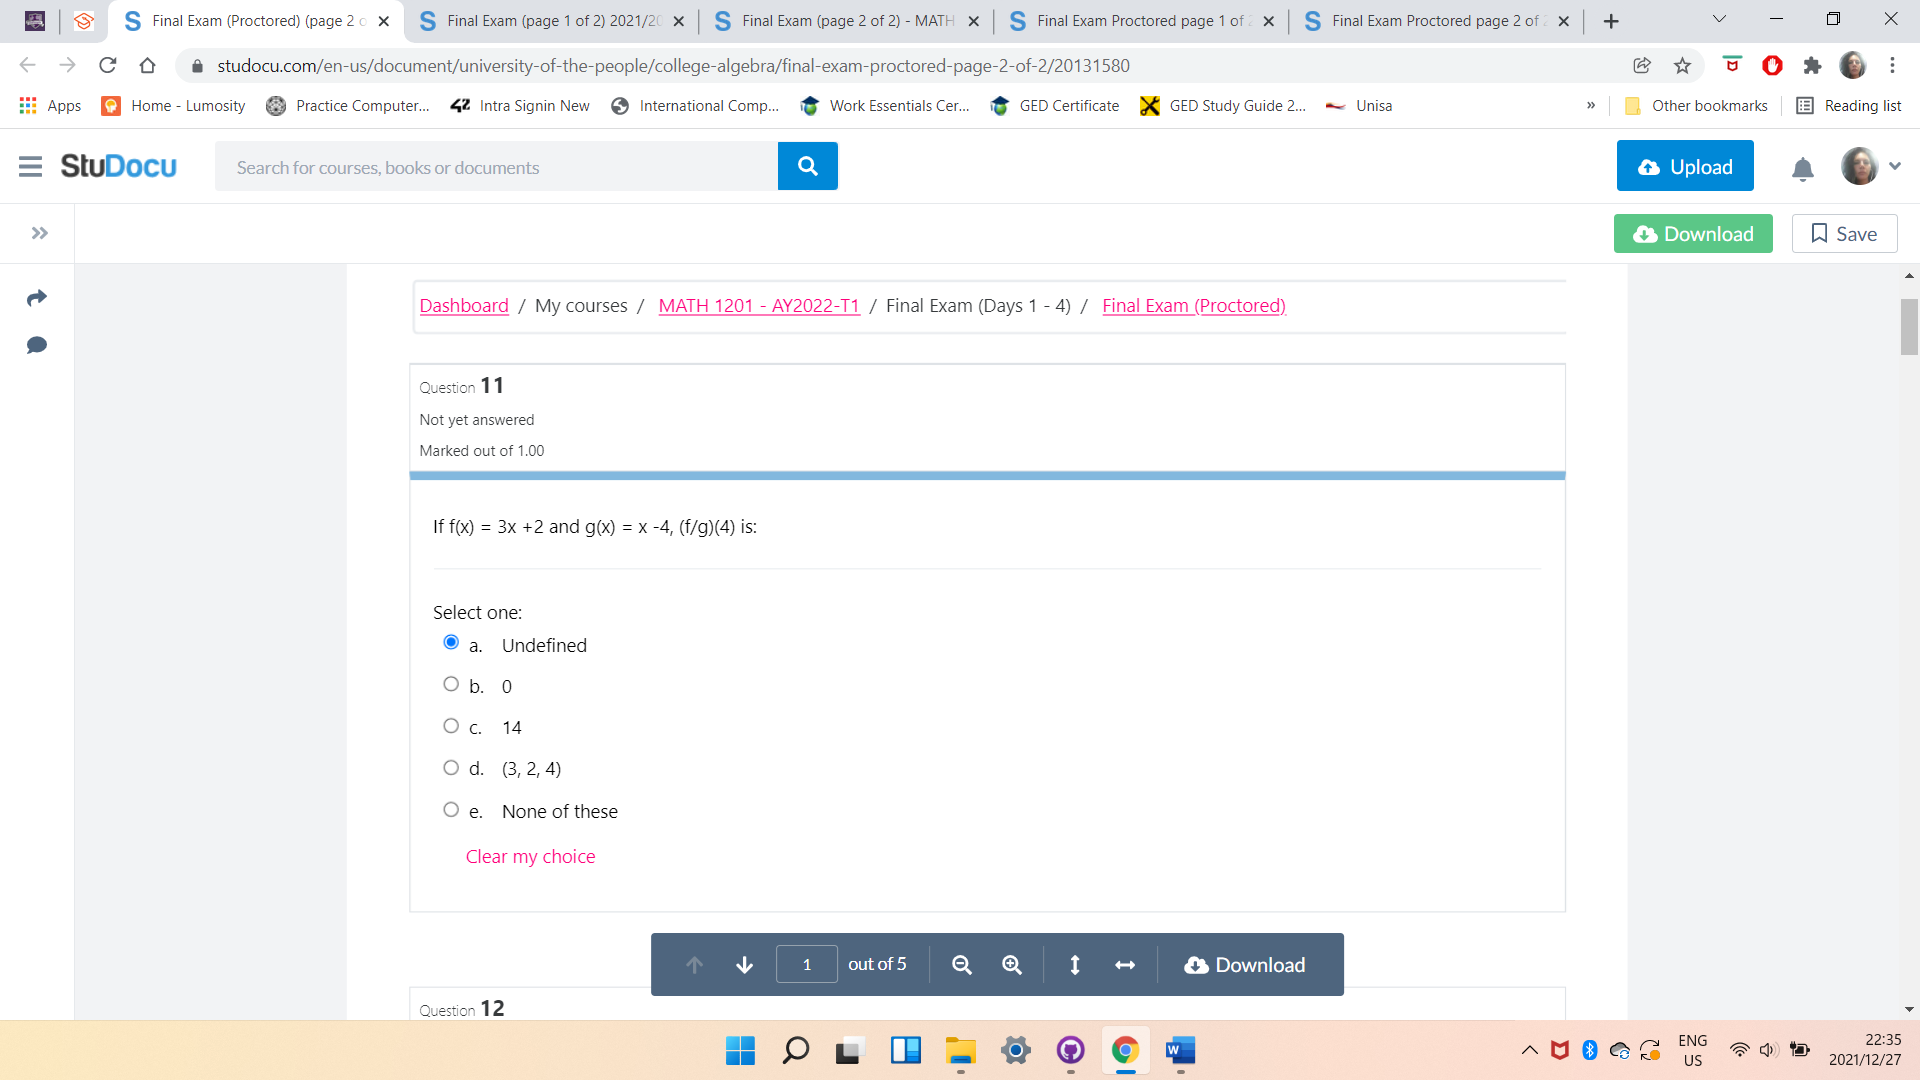 Final Exam (Proctored) (page 2 o
Final Exam (page 1 of 2) 2021/20
Final Exam (page 2 of 2) - MATH
Final Exam Proctored page 1 of 2
Final Exam Proctored page 2 of 2
studocu.com/en-us/document/university-of-the-people/college-algebra/final-exam-proctored-page-2-of-2/20131580
Apps
Home - Lumosity
Practice Computer...
Intra Signin New
International Comp...
Work Essentials Cer...
GED Certificate
GED Study Guide 2...
Unisa
»
Other bookmarks
Reading list
StuDocu
Search for courses, books or documents
Upload
Download
Save
Dashboard / My courses / MATH 1201 - AY2022-T1 / Final Exam (Days 1 - 4) / Final Exam (Proctored)
Question 11
Not yet answered
Marked out of 1.00
If f(x) = 3x +2 and g(x) = x -4, (f/g)(4) is:
Select one:
a. Undefined
b. 0
c. 14
d. (3, 2, 4)
e. None of these
Clear my choice
1 out of 5
Download
Question 12
ENG
US
22:35
2021/12/27